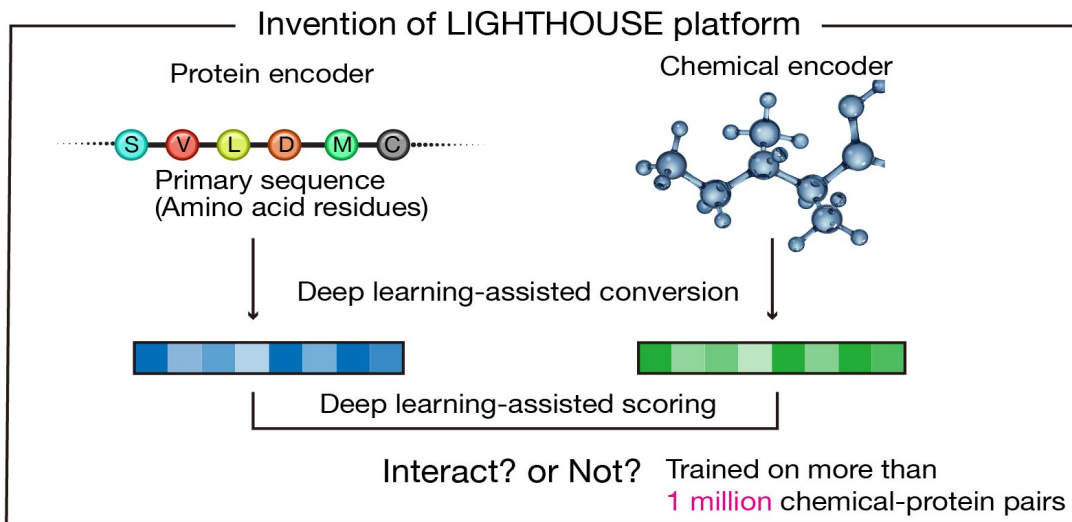 Invention of LIGHTHOUSE platform
Protein encoder
Chemical encoder
S V L D M C
Primary sequence
(Amino acid residues)
Deep learning-assisted conversion
Deep learning-assisted scoring
Interact? or Not?
Trained on more than
1 million chemical-protein pairs